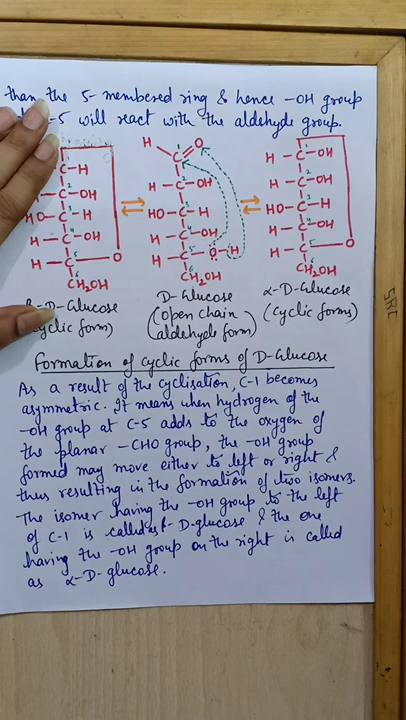 than the 5-membered ring & hence -OH group
-5 will react with the aldehyde group.
C-H
H-C-OH
HO-C-H
H-C-OH
H-C-O
CH2OH
-D-Glucose
(cyclic form)
H C O
H-C-OH
HO-C-H
H-C-OH
H-C-O-H
CH2OH
D-Glucose
(open chain
aldehyde form)
H-C-OH
H-C-OH
HO-C-H
H-C-OH
H-C-O
CH2OH
α-D-Glucose
(cyclic forms)
Formation of cyclic forms of D-Glucose
As a result of the cyclisation, C-1 becomes
asymmetric. It means when hydrogen of the
-OH group at C-5 adds to the oxygen of
the planar -CHO group, the -OH group
formed may move either to left or right &
thus resulting in the formation of two isomers.
The isomer having the -OH group to the left
of C-1 is called as β-D-glucose & the one
having the -OH group on the right is called
as α-D-glucose.
SRC